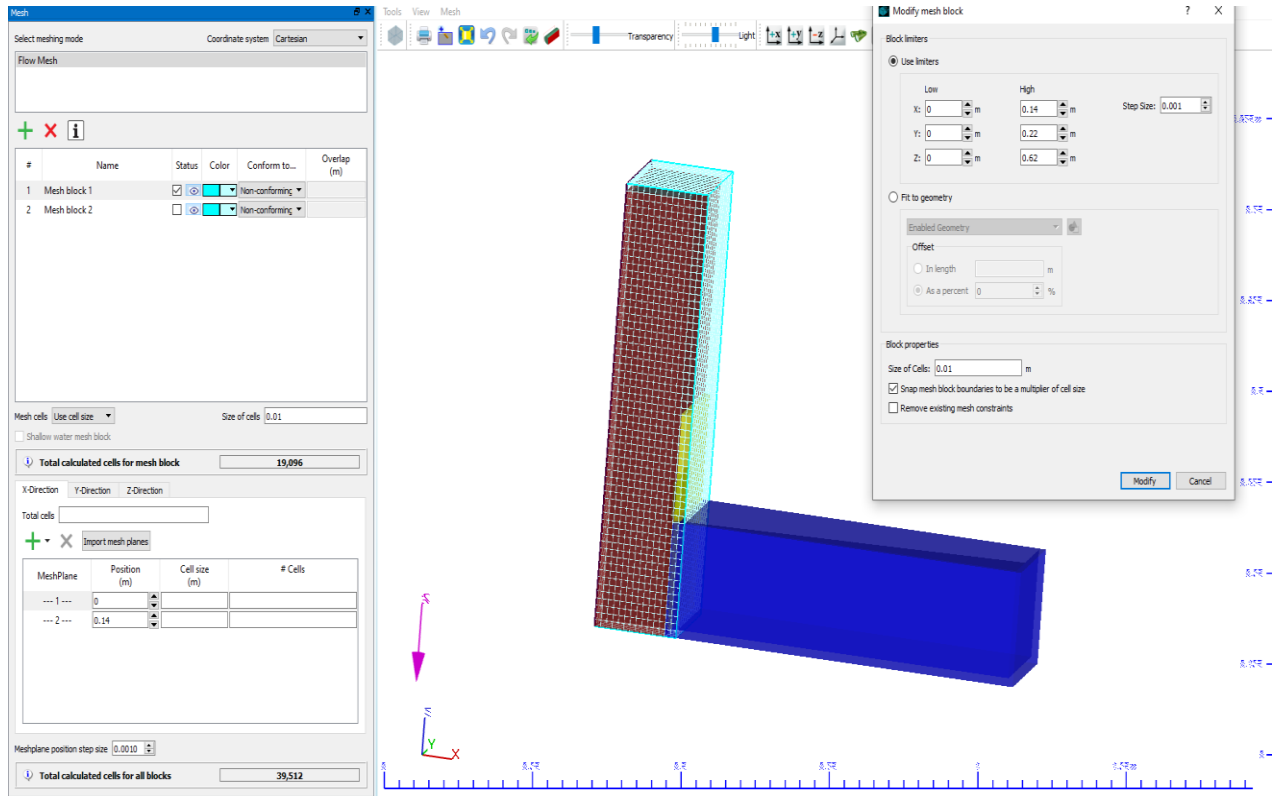 Mesh
Select meshing mode
Coordinate system Cartesian
Flow Mesh
# Name Status Color Conform to... Overlap (m)
1 Mesh block 1 Non-conforming
2 Mesh block 2 Non-conforming
Mesh cells Use cell size Size of cells 0.01
Shallow water mesh block
Total calculated cells for mesh block 19,096
X-Direction Y-Direction Z-Direction
Total cells
Import mesh planes
MeshPlane Position (m) Cell size (m) # Cells
--- 1 --- 0
--- 2 --- 0.14
Meshplane position step size 0.0010
Total calculated cells for all blocks 39,512
Tools View Mesh
Transparency Light +x +y -z
Y X
Modify mesh block ? X
Block limiters
Use limiters
Low High
X: 0 m 0.14 m Step Size: 0.001
Y: 0 m 0.22 m
Z: 0 m 0.62 m
Fit to geometry
Enabled Geometry
Offset
In length m
As a percent 0 %
Block properties
Size of Cells: 0.01 m
Snap mesh block boundaries to be a multiplier of cell size
Remove existing mesh constraints
Modify Cancel